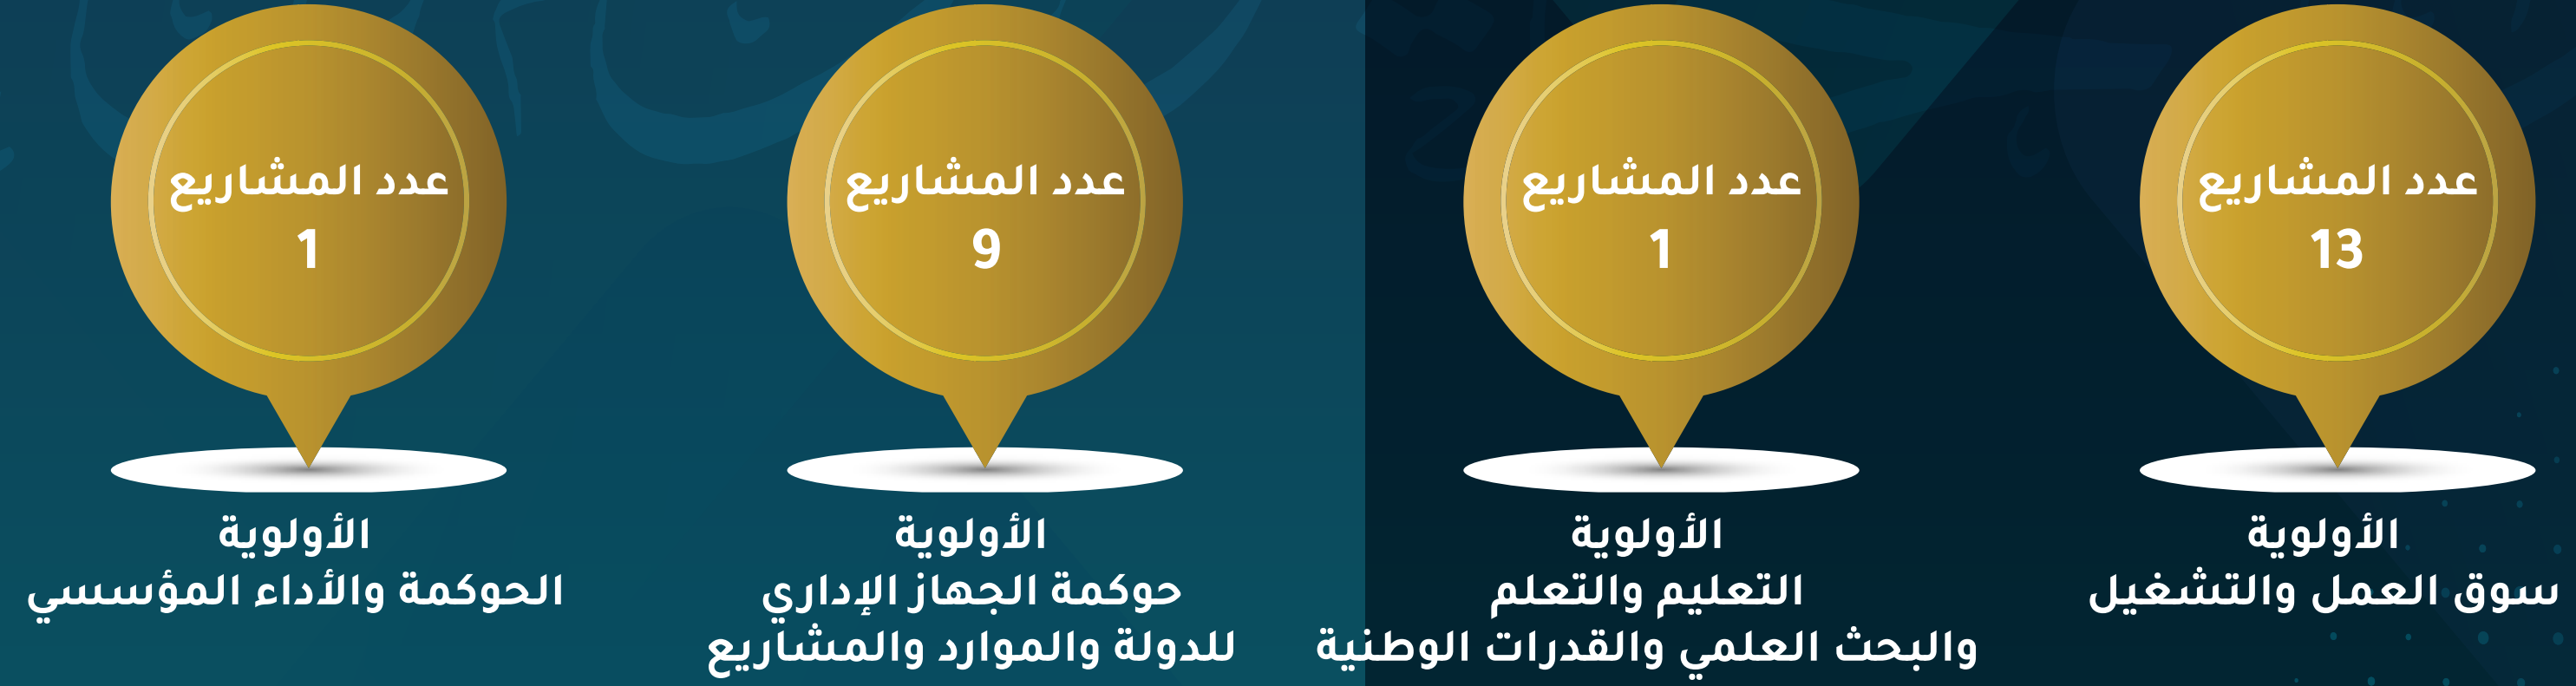 عدد المشاريع
13
الأولوية
سوق العمل والتشغيل
عدد المشاريع
1
الأولوية
التعليم والتعلم
والبحث العلمي والقدرات الوطنية
عدد المشاريع
9
الأولوية
حوكمة الجهاز الإداري
للدولة والموارد والمشاريع
عدد المشاريع
1
الأولوية
الحوكمة والأداء المؤسسي